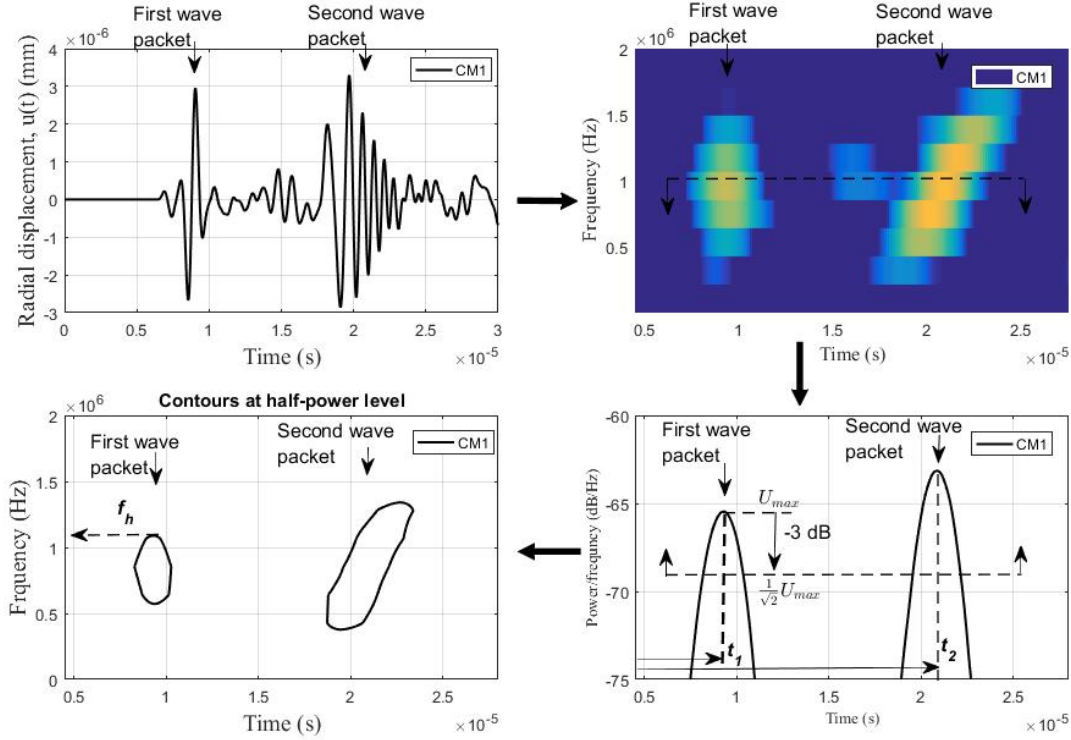 First wave
packet
Second wave
packet
× 10^-6
CM1
Radial displacement, u(t) (mm)
4
3
2
1
0
-1
-2
-3
0
0.5
1
1.5
2
2.5
3
Time (s)
× 10^-5
First wave
packet
Second wave
packet
× 10^6
CM1
Frequency (Hz)
2
1.5
1
0.5
0
0.5
1
1.5
2
2.5
Time (s)
× 10^-5
Contours at half-power level
× 10^6
First wave
packet
Second wave
packet
CM1
f_h
Frquency (Hz)
2
1.5
1
0.5
0
0.5
1
1.5
2
2.5
Time (s)
× 10^-5
First wave
packet
Second wave
packet
CM1
U_max
-3 dB
1/√2 U_max
t_1
t_2
Power/frequncy (dB/Hz)
-60
-65
-70
-75
0.5
1
1.5
2
2.5
Time (s)
× 10^-5